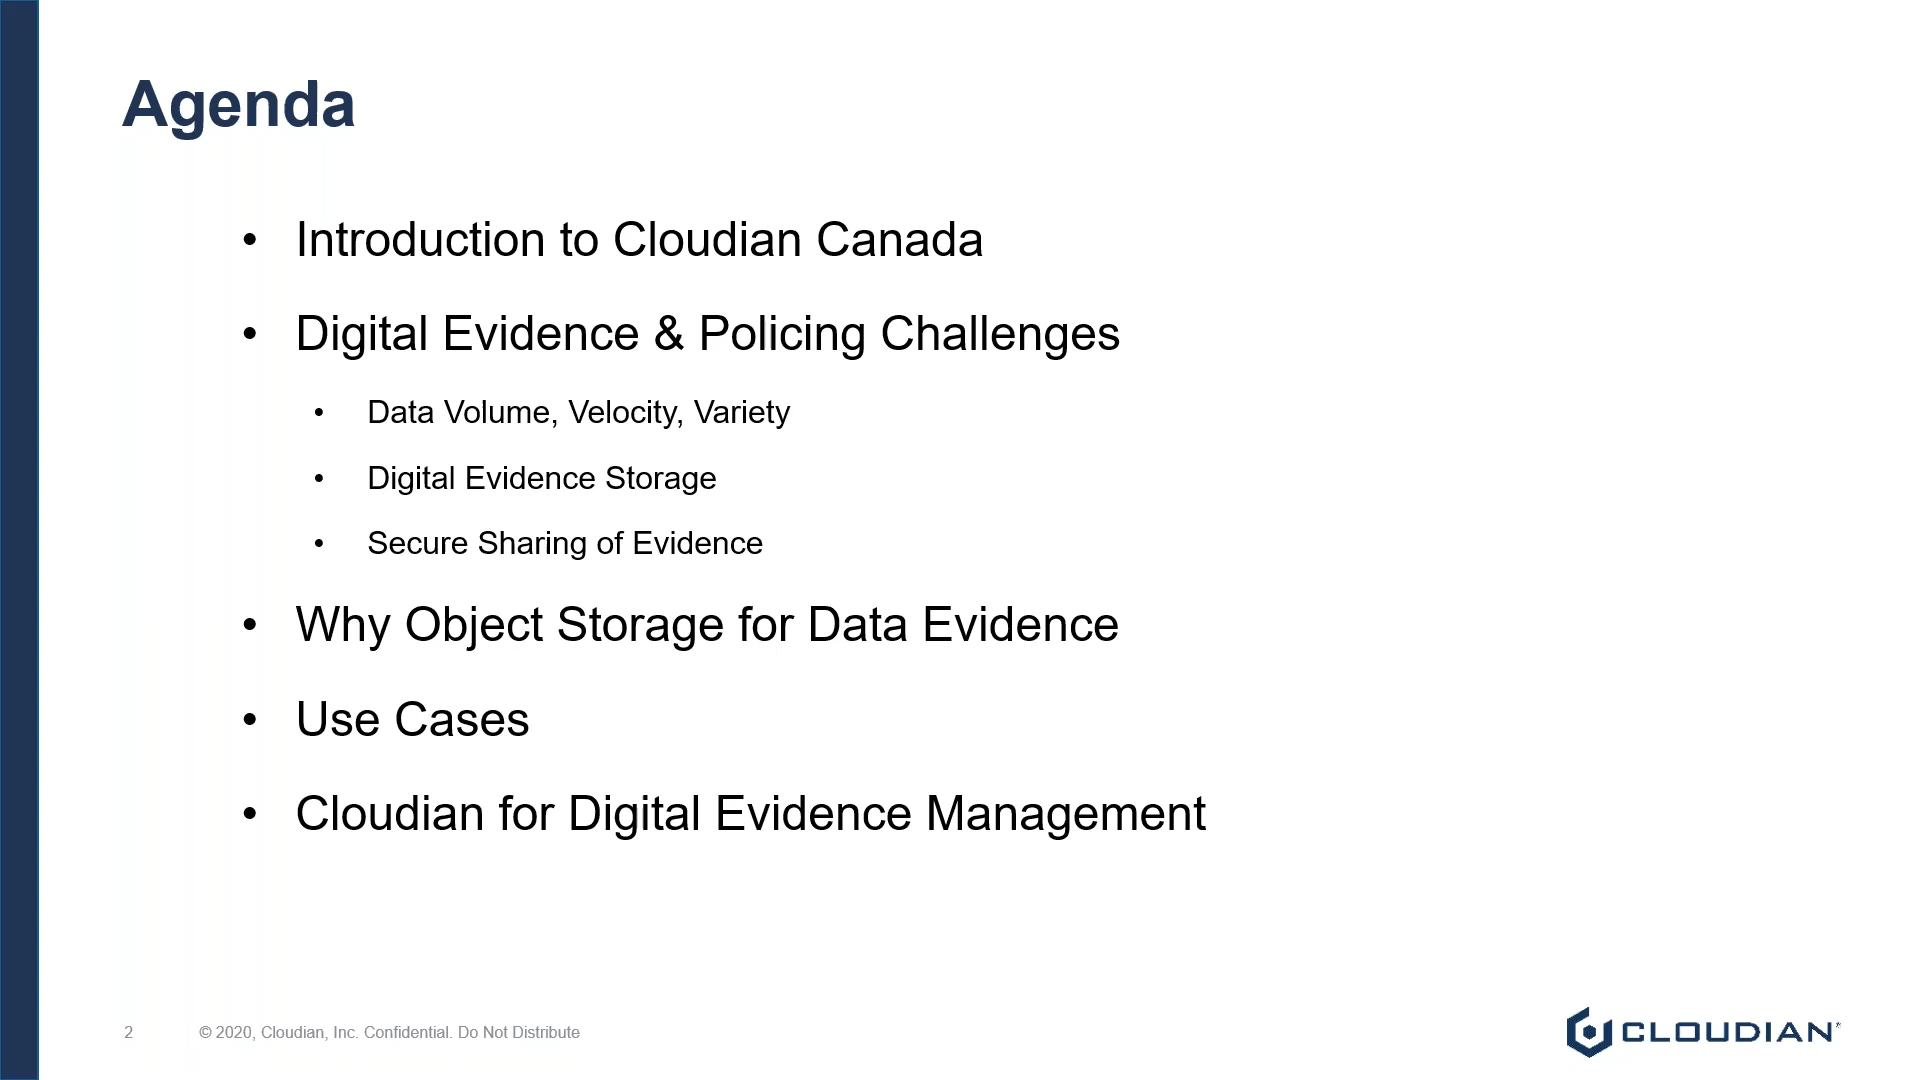 Agenda
• Introduction to Cloudian Canada
• Digital Evidence & Policing Challenges
• Data Volume, Velocity, Variety
• Digital Evidence Storage
• Secure Sharing of Evidence
• Why Object Storage for Data Evidence
• Use Cases
• Cloudian for Digital Evidence Management
2 © 2020, Cloudian, Inc. Confidential. Do Not Distribute
CLOUDIAN®